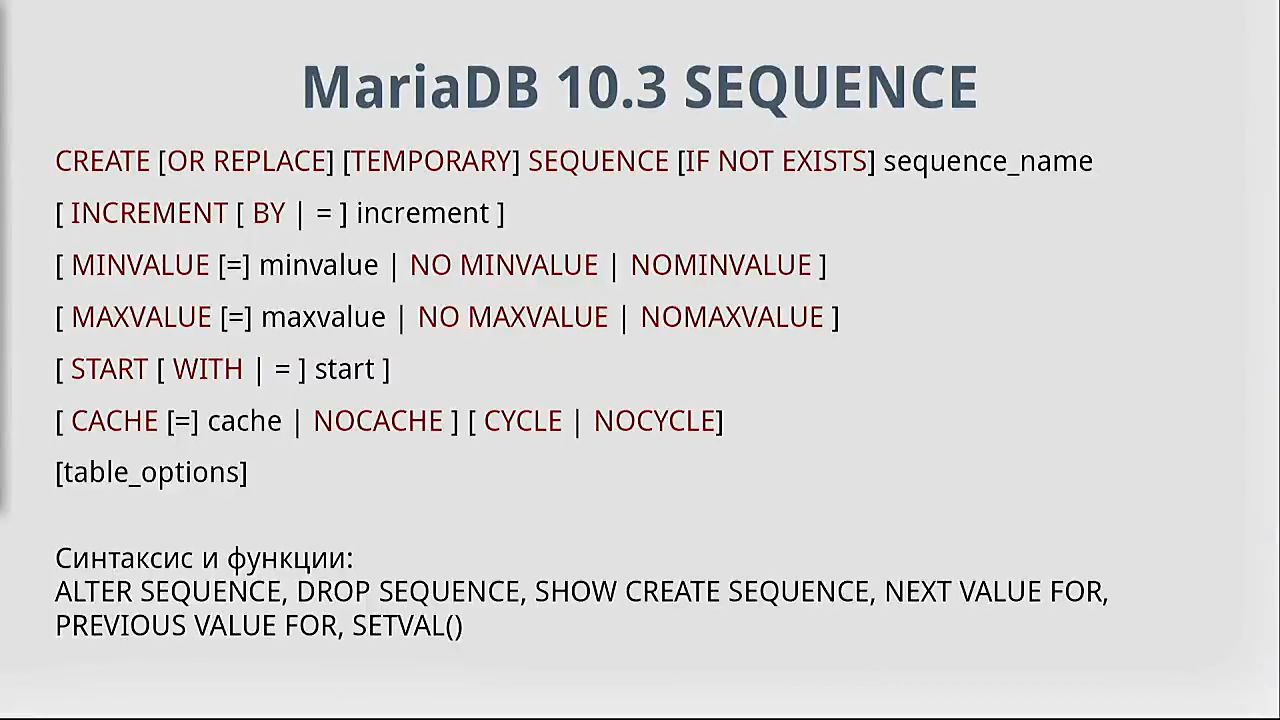 MariaDB 10.3 SEQUENCE
CREATE [OR REPLACE] [TEMPORARY] SEQUENCE [IF NOT EXISTS] sequence_name
[ INCREMENT [ BY | = ] increment ]
[ MINVALUE [=] minvalue | NO MINVALUE | NOMINVALUE ]
[ MAXVALUE [=] maxvalue | NO MAXVALUE | NOMAXVALUE ]
[ START [ WITH | = ] start ]
[ CACHE [=] cache | NOCACHE ] [ CYCLE | NOCYCLE]
[table_options]
Синтаксис и функции:
ALTER SEQUENCE, DROP SEQUENCE, SHOW CREATE SEQUENCE, NEXT VALUE FOR,
PREVIOUS VALUE FOR, SETVAL()